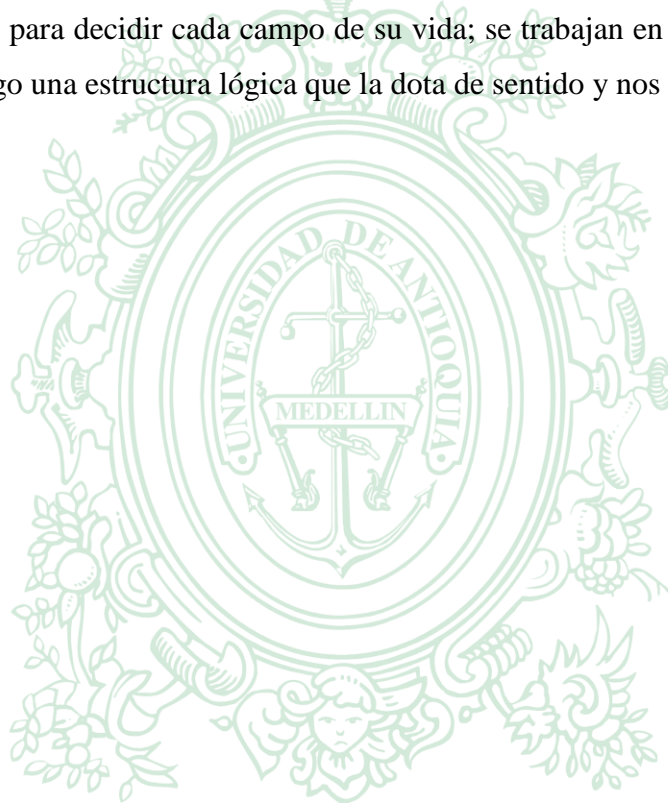 para decidir cada campo de su vida; se trabajan en
go una estructura lógica que la dota de sentido y nos
UNIVERSIDAD DE ANTIOQUIA
MEDELLIN